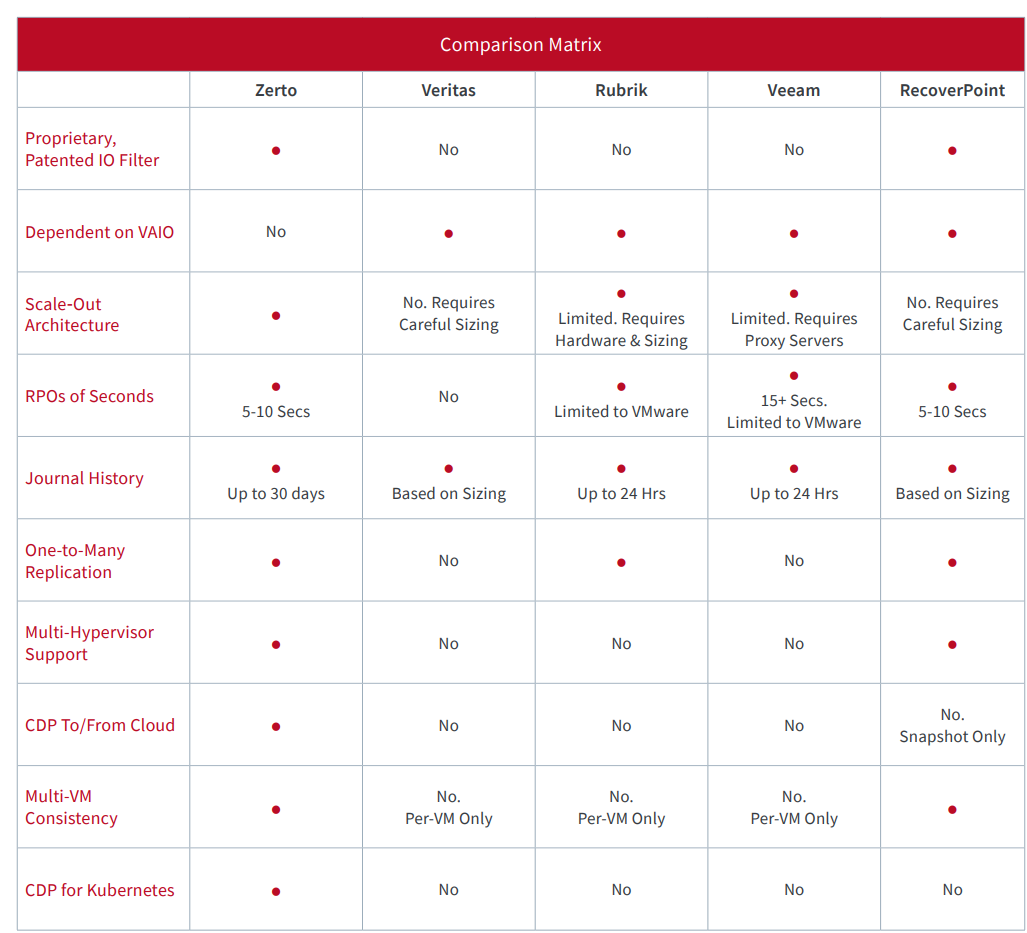 Comparison Matrix
Zerto Veritas Rubrik Veeam RecoverPoint
Proprietary,
Patented IO Filter
● No No No ●
Dependent on VAIO No ● ● ● ●
Scale-Out
Architecture
●
No. Requires
Careful Sizing
●
Limited. Requires
Hardware & Sizing
●
Limited. Requires
Proxy Servers
No. Requires
Careful Sizing
RPOs of Seconds
●
5-10 Secs
No
●
Limited to VMware
●
15+ Secs.
Limited to VMware
●
5-10 Secs
Journal History
●
Up to 30 days
●
Based on Sizing
●
Up to 24 Hrs
●
Up to 24 Hrs
●
Based on Sizing
One-to-Many
Replication
● No ● No ●
Multi-Hypervisor
Support
● No No No ●
CDP To/From Cloud ● No No No
No.
Snapshot Only
Multi-VM
Consistency
●
No.
Per-VM Only
No.
Per-VM Only
No.
Per-VM Only
●
CDP for Kubernetes ● No No No No